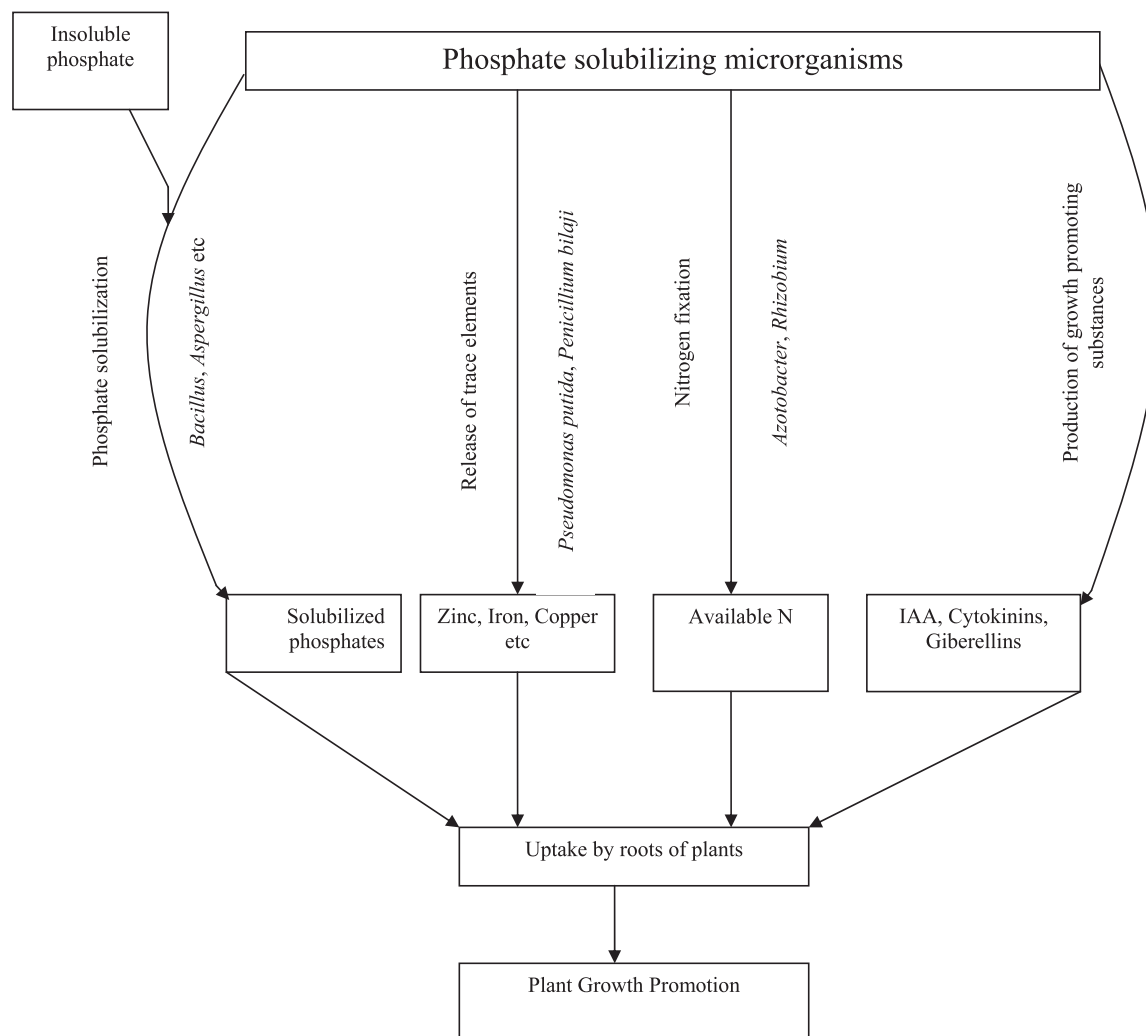 Insoluble
phosphate
Phosphate solubilizing microrganisms
Phosphate solubilization
Bacillus, Aspergillus etc
Release of trace elements
Pseudomonas putida, Penicillium bilaji
Nitrogen fixation
Azotobacter, Rhizobium
Production of growth promoting
substances
Solubilized
phosphates
Zinc, Iron, Copper
etc
Available N
IAA, Cytokinins,
Giberellins
Uptake by roots of plants
Plant Growth Promotion